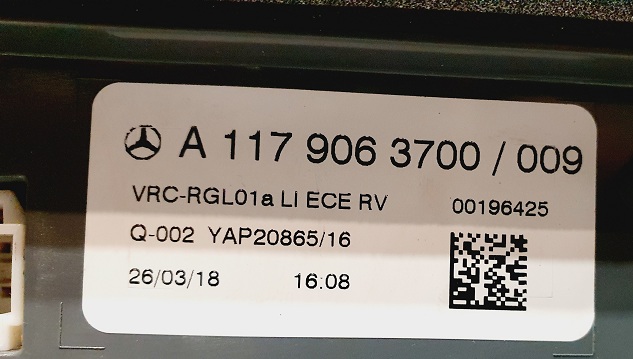 A 117 906 3700 / 009
VRC-RGL01a LI ECE RV 00196425
Q-002 YAP20865/16
26/03/18 16:08